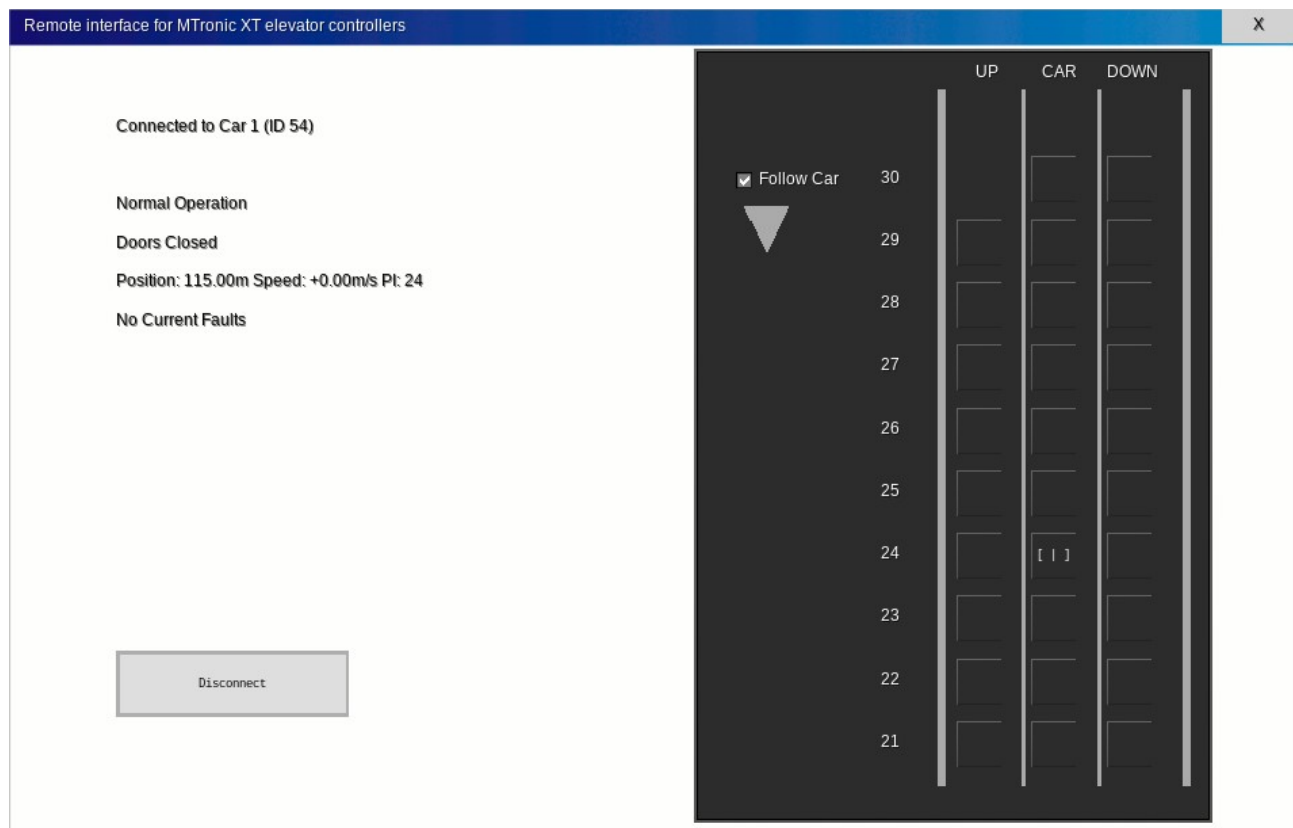 Remote interface for MTronic XT elevator controllers X
Connected to Car 1 (ID 54)
Normal Operation
Doors Closed
Position: 115.00m Speed: +0.00m/s PI: 24
No Current Faults
Disconnect
UP CAR DOWN
Follow Car 30
29
28
27
26
25
24 [ | ]
23
22
21